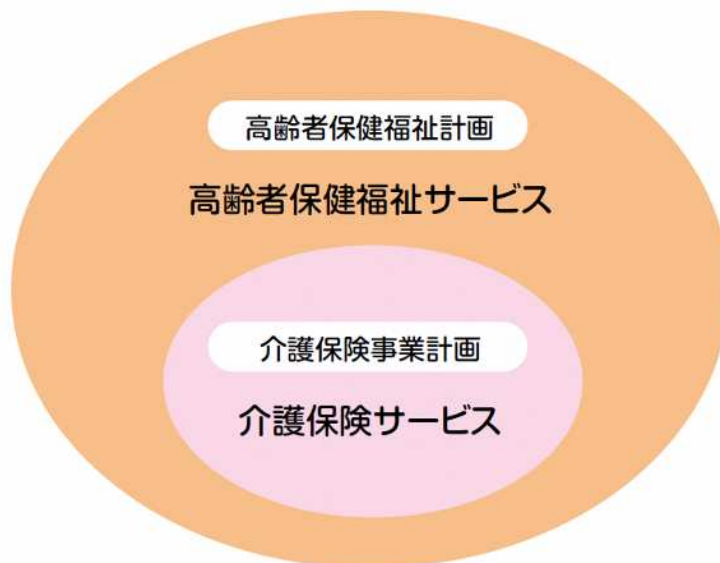 高齢者保健福祉計画
高齢者保健福祉サービス
介護保険事業計画
介護保険サービス